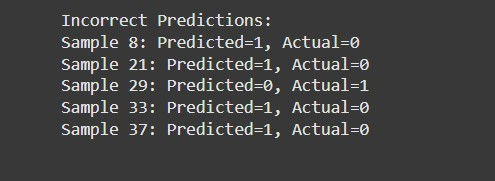 Incorrect Predictions:
Sample 8: Predicted=1, Actual=0
Sample 21: Predicted=1, Actual=0
Sample 29: Predicted=0, Actual=1
Sample 33: Predicted=1, Actual=0
Sample 37: Predicted=1, Actual=0